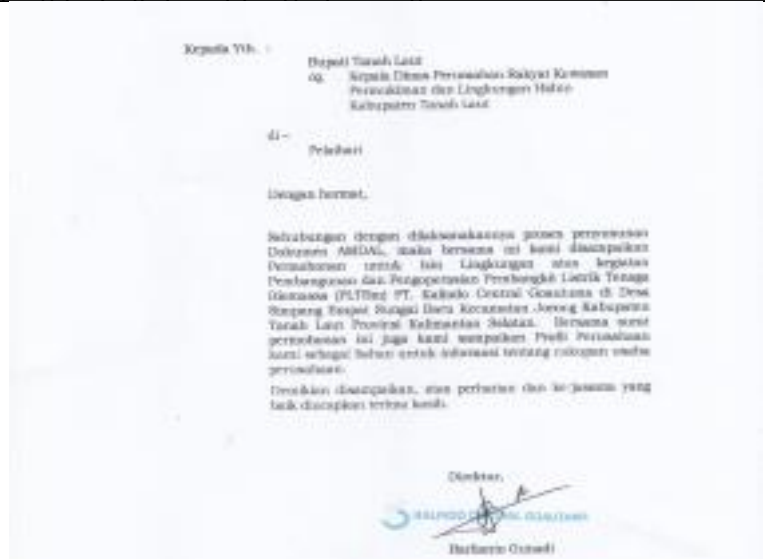 Kepada Yth. :
Bupati Tanah Laut
cq. Kepala Dinas Perumahan Rakyat Kawasan
Permukiman dan Lingkungan Hidup
Kabupaten Tanah Laut
di –
Pelaihari
Dengan hormat,
Sehubungan dengan dilaksanakannya proses penyusunan
Dokumen AMDAL, maka bersama ini kami disampaikan
Permohonan untuk Izin Lingkungan atas kegiatan
Pembangunan dan Pengoperasian Pembangkit Listrik Tenaga
Biomassa (PLTBm) PT. Kalindo Central di Desa
Simpang Empat Sungai Baru Kecamatan Jorong Kabupaten
Tanah Laut Provinsi Kalimantan Selatan. Bersama surat
permohonan ini juga kami sampaikan Profil Perusahaan
kami sebagai bahan untuk informasi tentang cakupan usaha
perusahaan.
Demikian disampaikan, atas perhatian dan yang
baik diucapkan terima kasih.
Direktur,